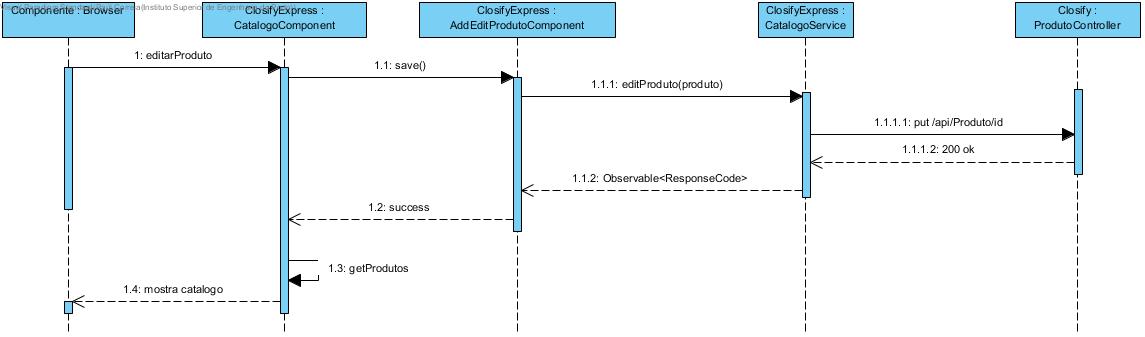 Componente : Browser
ClosifyExpress :
CatalogoComponent
ClosifyExpress :
AddEditProdutoComponent
ClosifyExpress :
CatalogoService
Closify :
ProdutoController
1: editarProduto
1.1: save()
1.1.1: editProduto(produto)
1.1.1.1: put /api/Produto/id
1.1.1.2: 200 ok
1.1.2: Observable<ResponseCode>
1.2: success
1.3: getProdutos
1.4: mostra catalogo